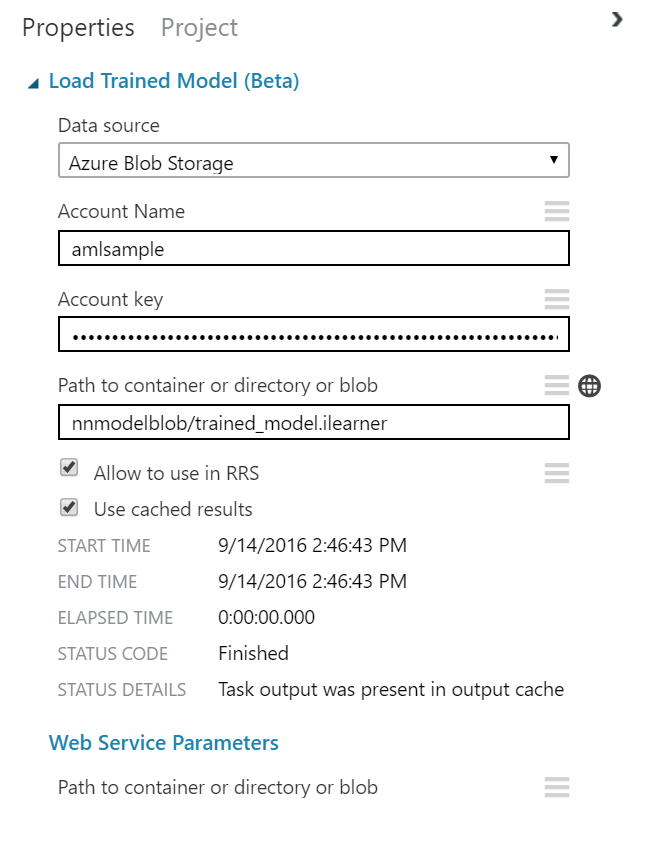 Properties Project
Load Trained Model (Beta)
Data source
Azure Blob Storage
Account Name
amlsample
Account key
Path to container or directory or blob
nnmodelblob/trained_model.ilearner
Allow to use in RRS
Use cached results
START TIME 9/14/2016 2:46:43 PM
END TIME 9/14/2016 2:46:43 PM
ELAPSED TIME 0:00:00.000
STATUS CODE Finished
STATUS DETAILS Task output was present in output cache
Web Service Parameters
Path to container or directory or blob